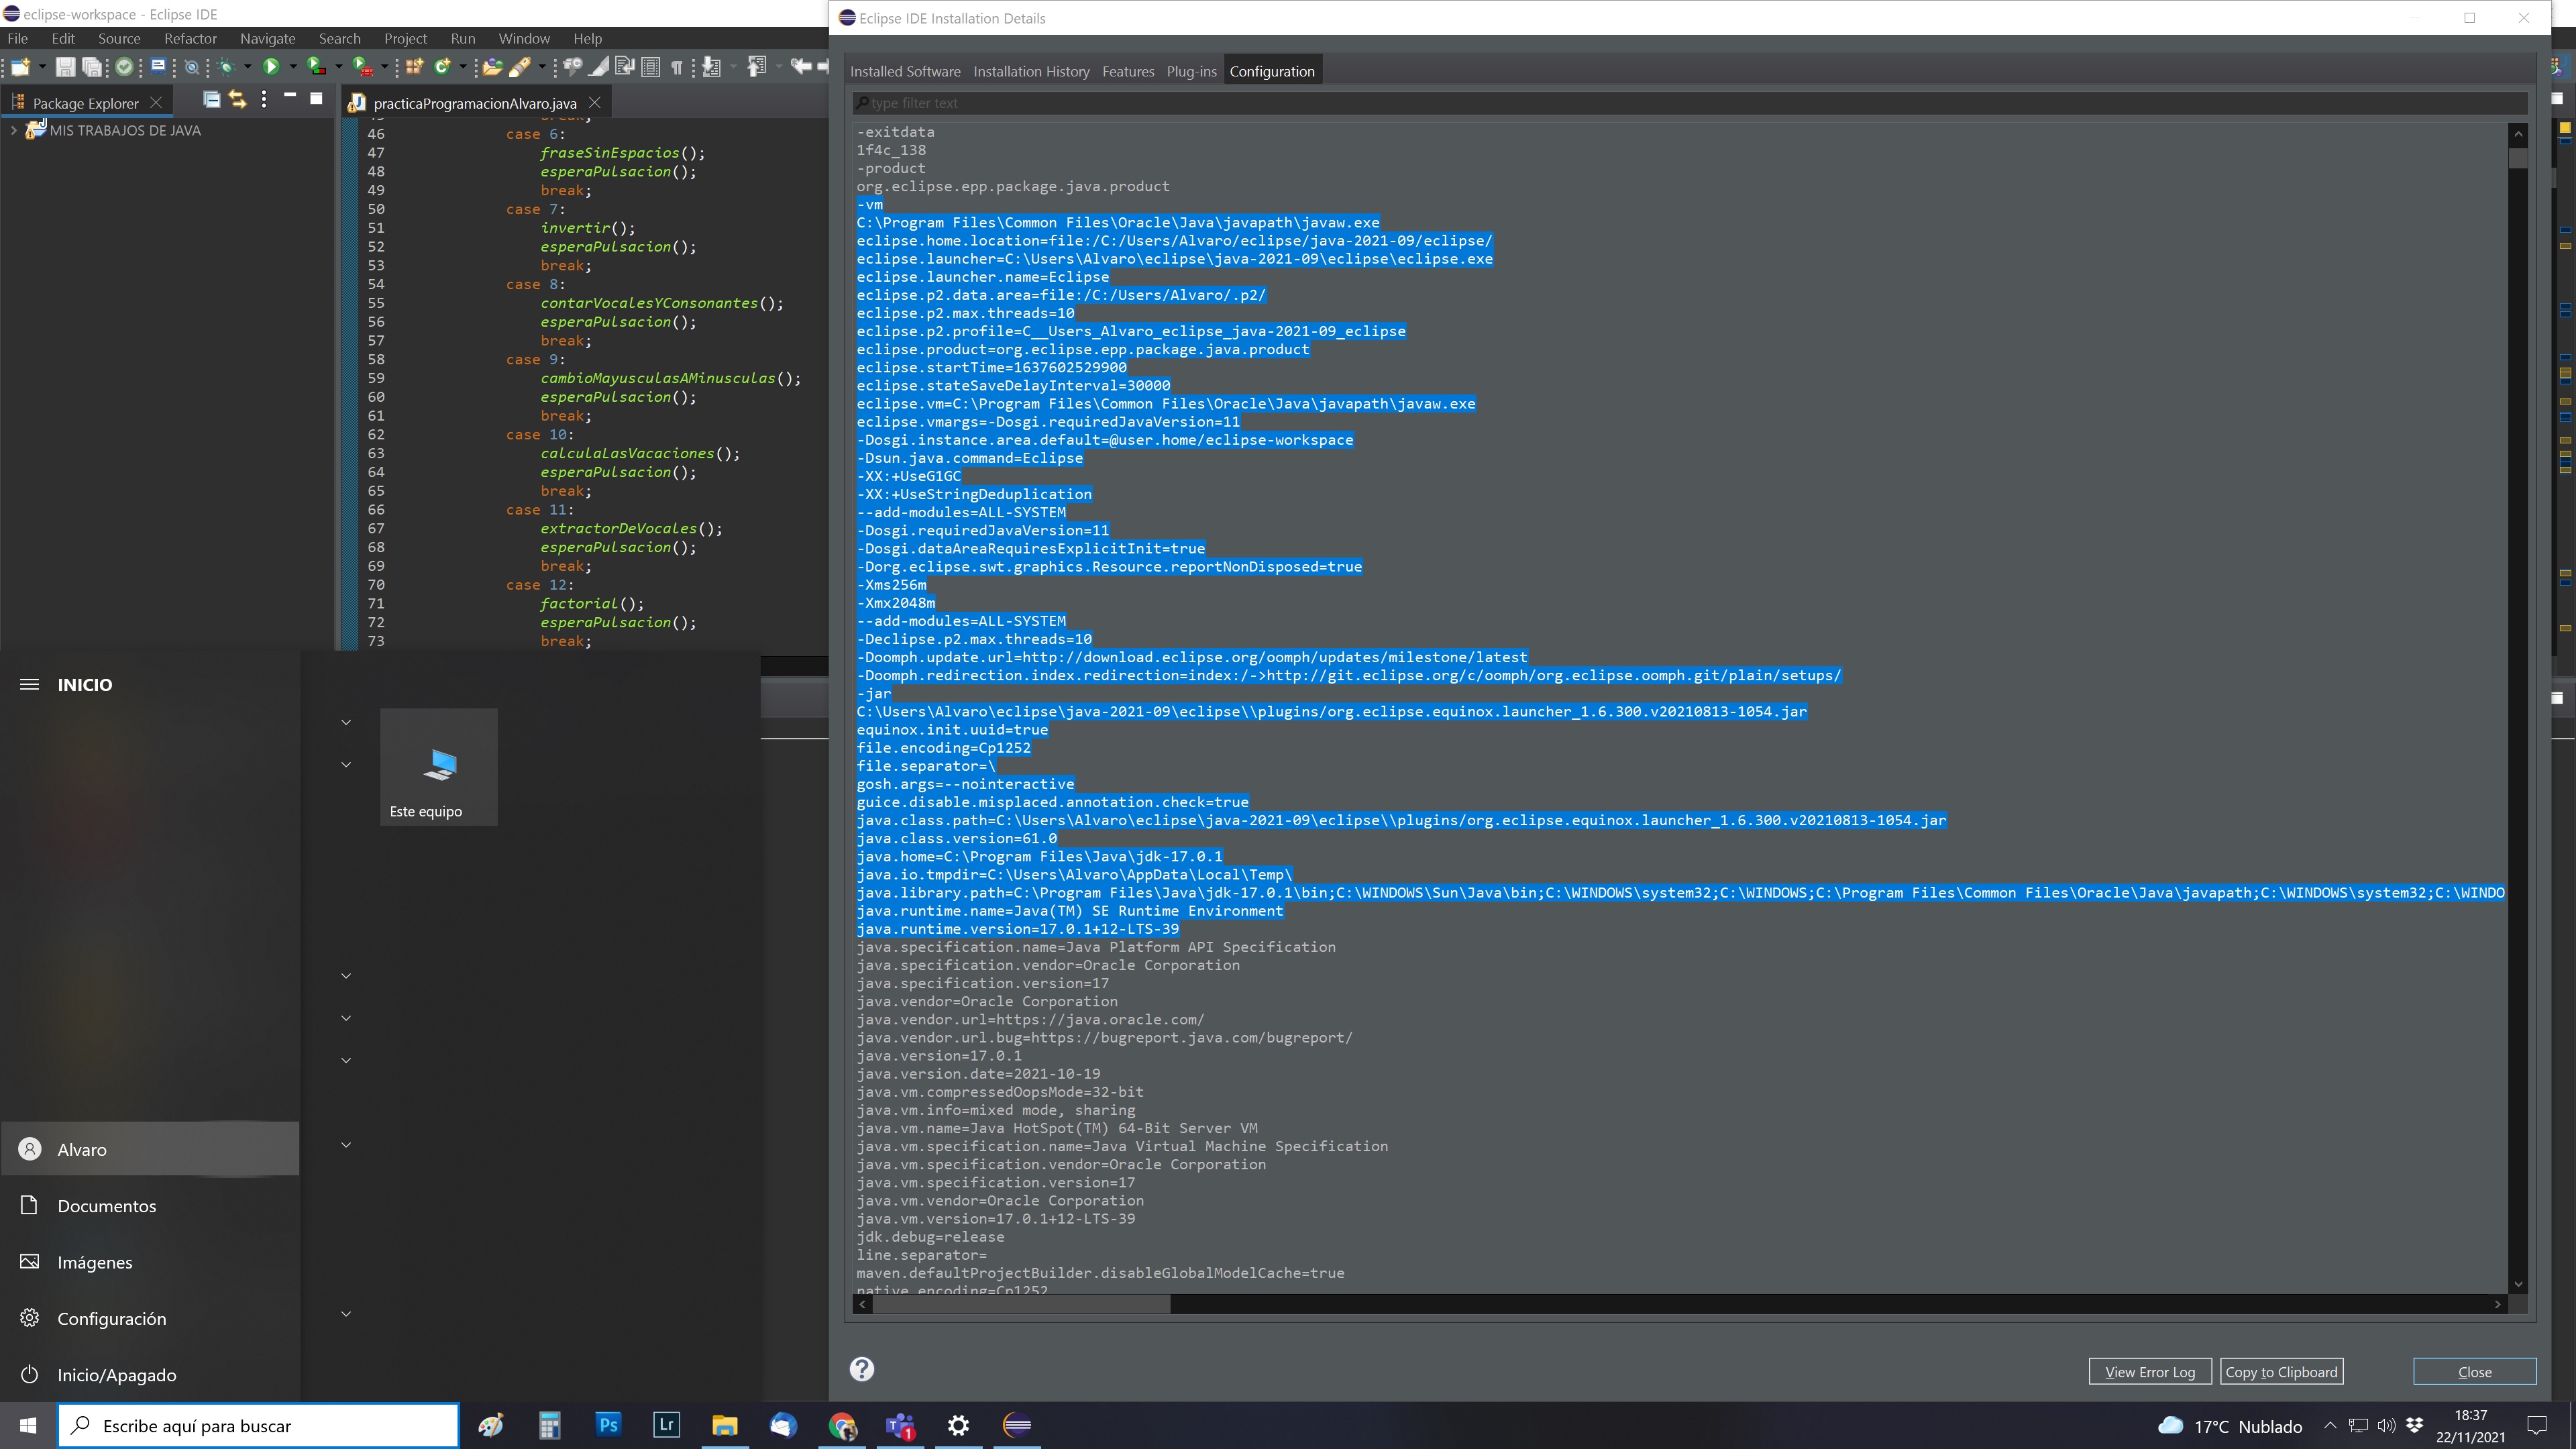 eclipse-workspace - Eclipse IDE
File Edit Source Refactor Navigate Search Project Run Window Help
Package Explorer
MIS TRABAJOS DE JAVA
practicaProgramacionAlvaro.java
break;
46 case 6:
47 fraseSinEspacios();
48 esperaPulsacion();
49 break;
50 case 7:
51 invertir();
52 esperaPulsacion();
53 break;
54 case 8:
55 contarVocalesYConsonantes();
56 esperaPulsacion();
57 break;
58 case 9:
59 cambioMayusculasAMinusculas();
60 esperaPulsacion();
61 break;
62 case 10:
63 calculaLasVacaciones();
64 esperaPulsacion();
65 break;
66 case 11:
67 extractorDeVocales();
68 esperaPulsacion();
69 break;
70 case 12:
71 factorial();
72 esperaPulsacion();
73 break;
INICIO
Este equipo
Alvaro
Documentos
Imágenes
Configuración
Inicio/Apagado
Eclipse IDE Installation Details
Installed Software Installation History Features Plug-ins Configuration
type filter text
-exitdata
1f4c_138
-product
org.eclipse.epp.package.java.product
-vm
C:\Program Files\Common Files\Oracle\Java\javapath\javaw.exe
eclipse.home.location=file:/C:/Users/Alvaro/eclipse/java-2021-09/eclipse/
eclipse.launcher=C:\Users\Alvaro\eclipse\java-2021-09\eclipse\eclipse.exe
eclipse.launcher.name=Eclipse
eclipse.p2.data.area=file:/C:/Users/Alvaro/.p2/
eclipse.p2.max.threads=10
eclipse.p2.profile=C__Users_Alvaro_eclipse_java-2021-09_eclipse
eclipse.product=org.eclipse.epp.package.java.product
eclipse.startTime=1637602529900
eclipse.stateSaveDelayInterval=30000
eclipse.vm=C:\Program Files\Common Files\Oracle\Java\javapath\javaw.exe
eclipse.vmargs=-Dosgi.requiredJavaVersion=11
-Dosgi.instance.area.default=@user.home/eclipse-workspace
-Dsun.java.command=Eclipse
-XX:+UseG1GC
-XX:+UseStringDeduplication
--add-modules=ALL-SYSTEM
-Dosgi.requiredJavaVersion=11
-Dosgi.dataAreaRequiresExplicitInit=true
-Dorg.eclipse.swt.graphics.Resource.reportNonDisposed=true
-Xms256m
-Xmx2048m
--add-modules=ALL-SYSTEM
-Declipse.p2.max.threads=10
-Doomph.update.url=http://download.eclipse.org/oomph/updates/milestone/latest
-Doomph.redirection.index.redirection=index:/->http://git.eclipse.org/c/oomph/org.eclipse.oomph.git/plain/setups/
-jar
C:\Users\Alvaro\eclipse\java-2021-09\eclipse\\plugins/org.eclipse.equinox.launcher_1.6.300.v20210813-1054.jar
equinox.init.uuid=true
file.encoding=Cp1252
file.separator=\
gosh.args=--nointeractive
guice.disable.misplaced.annotation.check=true
java.class.path=C:\Users\Alvaro\eclipse\java-2021-09\eclipse\\plugins/org.eclipse.equinox.launcher_1.6.300.v20210813-1054.jar
java.class.version=61.0
java.home=C:\Program Files\Java\jdk-17.0.1
java.io.tmpdir=C:\Users\Alvaro\AppData\Local\Temp\
java.library.path=C:\Program Files\Java\jdk-17.0.1\bin;C:\WINDOWS\Sun\Java\bin;C:\WINDOWS\system32;C:\WINDOWS;C:\Program Files\Common Files\Oracle\Java\javapath;C:\WINDOWS\system32;C:\WINDO
java.runtime.name=Java(TM) SE Runtime Environment
java.runtime.version=17.0.1+12-LTS-39
java.specification.name=Java Platform API Specification
java.specification.vendor=Oracle Corporation
java.specification.version=17
java.vendor=Oracle Corporation
java.vendor.url=https://java.oracle.com/
java.vendor.url.bug=https://bugreport.java.com/bugreport/
java.version=17.0.1
java.version.date=2021-10-19
java.vm.compressedOopsMode=32-bit
java.vm.info=mixed mode, sharing
java.vm.name=Java HotSpot(TM) 64-Bit Server VM
java.vm.specification.name=Java Virtual Machine Specification
java.vm.specification.vendor=Oracle Corporation
java.vm.specification.version=17
java.vm.vendor=Oracle Corporation
java.vm.version=17.0.1+12-LTS-39
jdk.debug=release
line.separator=
maven.defaultProjectBuilder.disableGlobalModelCache=true
native.encoding=Cp1252
View Error Log Copy to Clipboard Close
Escribe aquí para buscar
Ps
Lr
T
1
17°C Nublado
18:37
22/11/2021